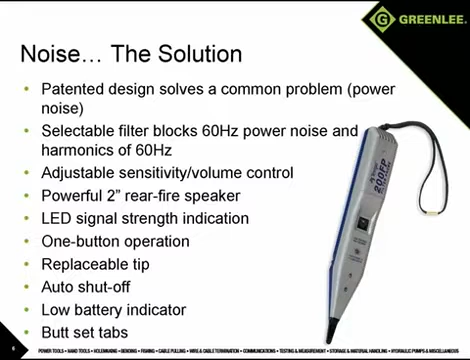 GREENLEE.
Noise… The Solution
• Patented design solves a common problem (power
noise)
• Selectable filter blocks 60Hz power noise and
harmonics of 60Hz
• Adjustable sensitivity/volume control
• Powerful 2” rear-fire speaker
• LED signal strength indication
• One-button operation
• Replaceable tip
• Auto shut-off
• Low battery indicator
• Butt set tabs
200FP
POWER TOOLS • HAND TOOLS • HOLEMAKING • BENDING • FISHING • CABLE PULLING • WIRE & CABLE TERMINATION • COMMUNICATIONS • TESTING & MEASUREMENT • STORAGE & MATERIAL HANDLING • HYDRAULIC PUMPS & MISCELLANEOUS